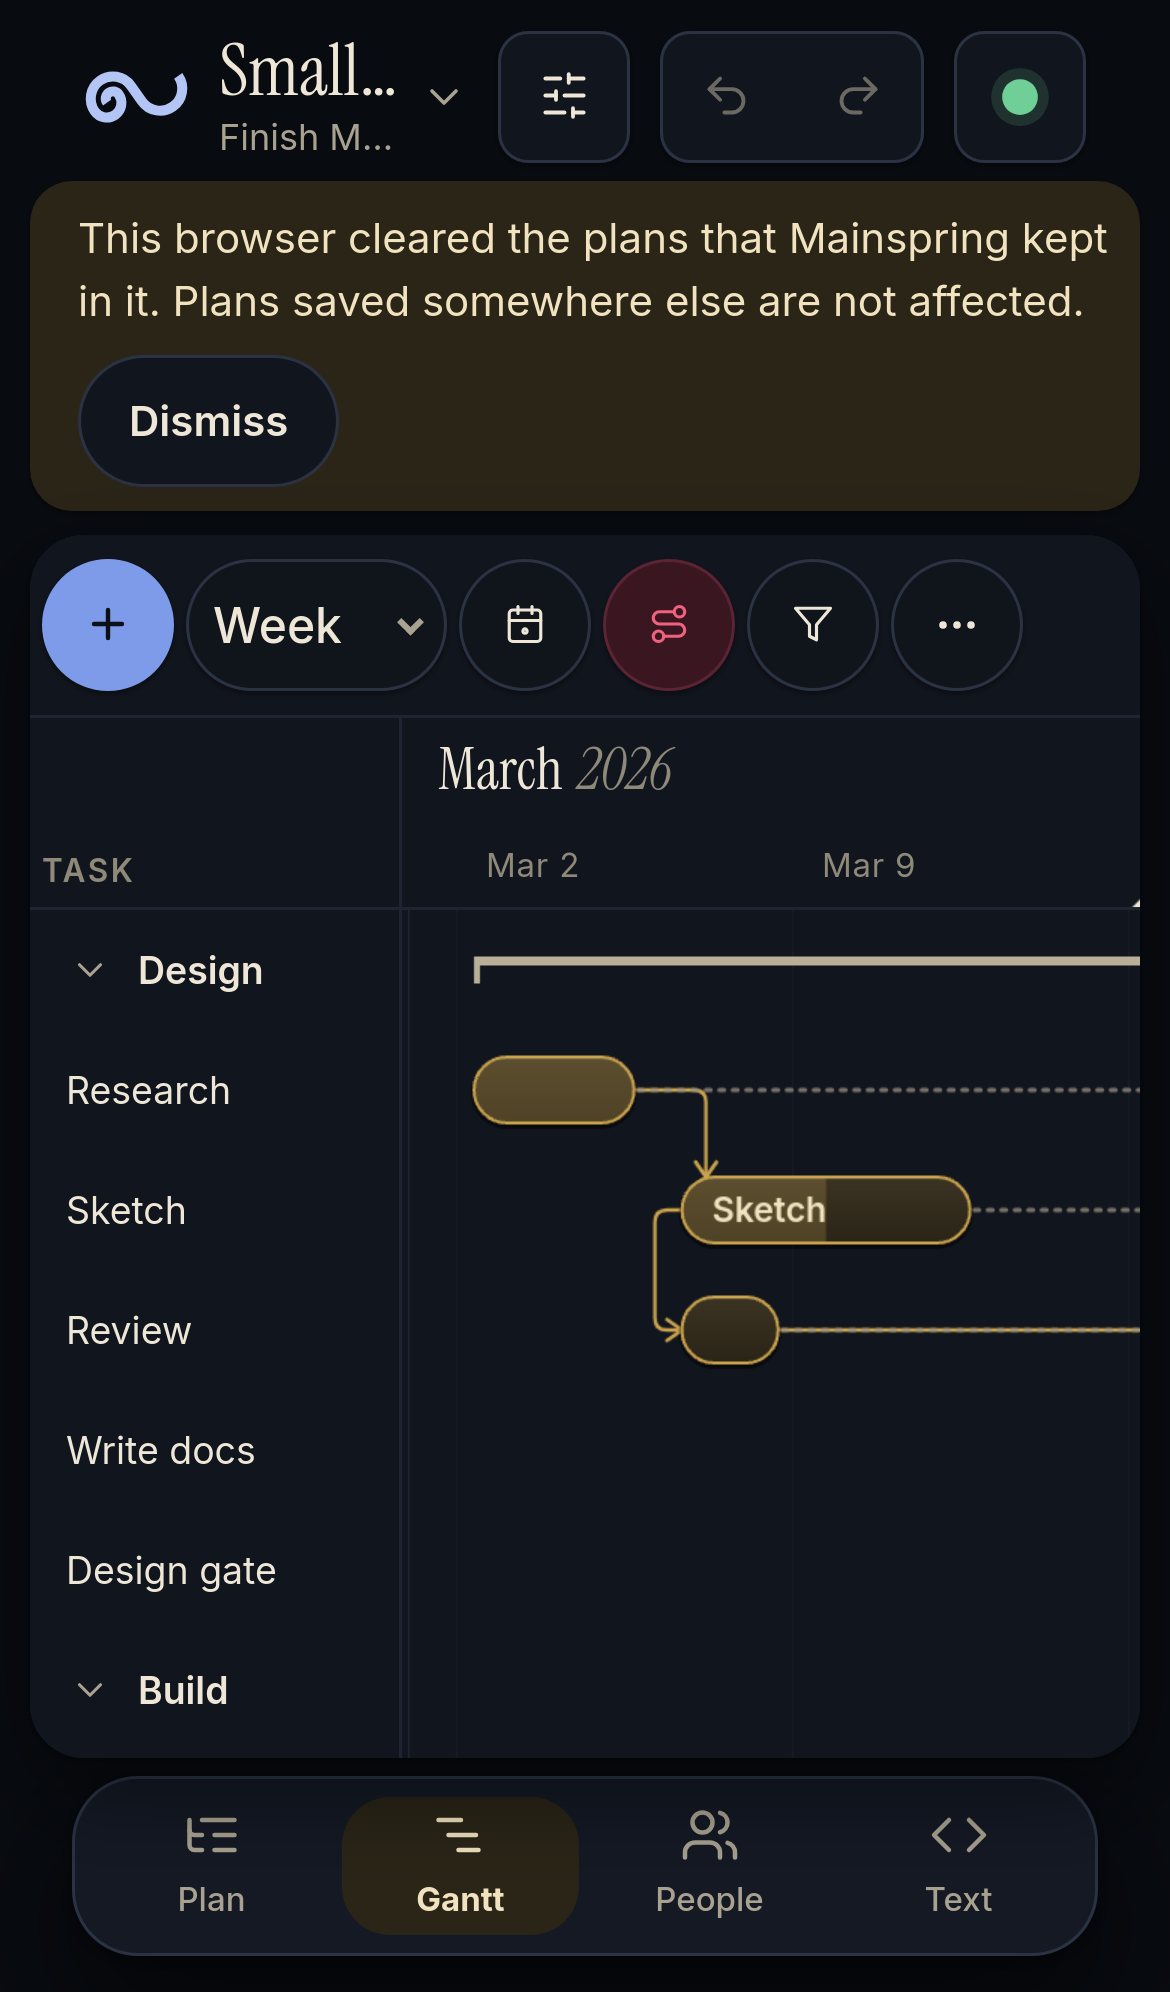 Small...
Finish M...
This browser cleared the plans that Mainspring kept
in it. Plans saved somewhere else are not affected.
Dismiss
Week
March 2026
TASK
Mar 2
Mar 9
Design
Research
Sketch
Sketch
Review
Write docs
Design gate
Build
Plan
Gantt
People
Text